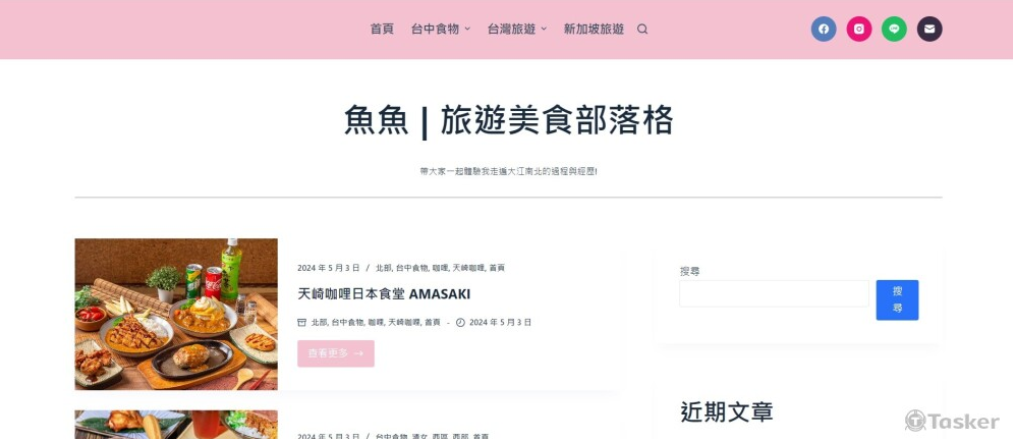 首頁 台中食物 台灣旅遊 新加坡旅遊
魚魚 | 旅遊美食部落格
帶大家一起體驗我走遍大江南北的過程與經歷!
2024 年 5 月 3 日 / 北部, 台中食物, 咖哩, 天崎咖哩, 首頁
天崎咖哩日本食堂 AMASAKI
北部, 台中食物, 咖哩, 天崎咖哩, 首頁 - 2024 年 5 月 3 日
查看更多 →
搜尋
搜
尋
近期文章
2024 年 5 月 3 日 / 台中食物, 西區, 西部, 首頁
Tasker